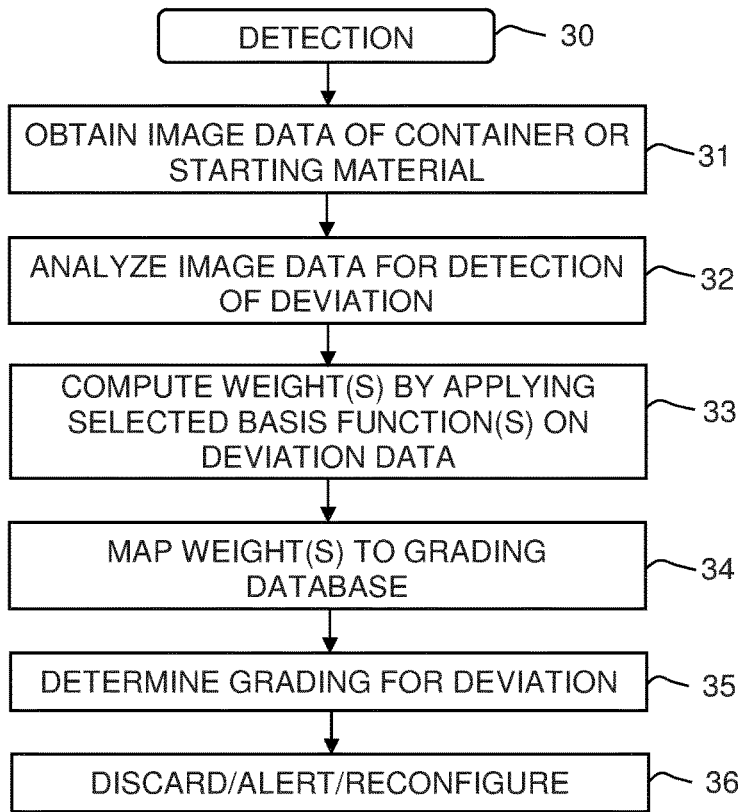 DETECTION
30
OBTAIN IMAGE DATA OF CONTAINER OR
STARTING MATERIAL
31
ANALYZE IMAGE DATA FOR DETECTION
OF DEVIATION
32
COMPUTE WEIGHT(S) BY APPLYING
SELECTED BASIS FUNCTION(S) ON
DEVIATION DATA
33
MAP WEIGHT(S) TO GRADING
DATABASE
34
DETERMINE GRADING FOR DEVIATION
35
DISCARD/ALERT/RECONFIGURE
36